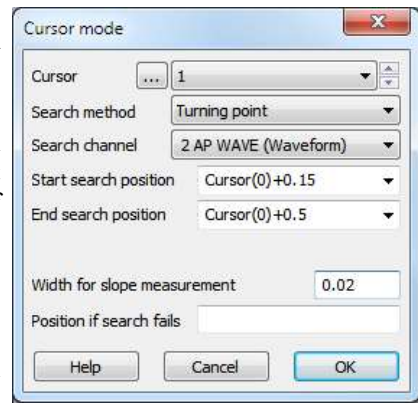 Cursor mode
Cursor ... 1
Search method Turning point
Search channel 2 AP WAVE (Waveform)
Start search position Cursor(0)+0.15
End search position Cursor(0)+0.5
Width for slope measurement 0.02
Position if search fails
Help Cancel OK